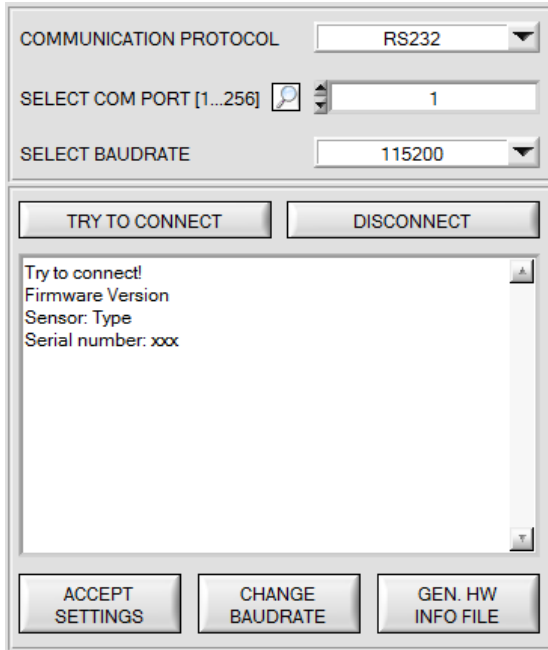 COMMUNICATION PROTOCOL RS232
SELECT COM PORT [1...256] 1
SELECT BAUDRATE 115200
TRY TO CONNECT DISCONNECT
Try to connect!
Firmware Version
Sensor: Type
Serial number: xxx
ACCEPT SETTINGS
CHANGE BAUDRATE
GEN. HW INFO FILE